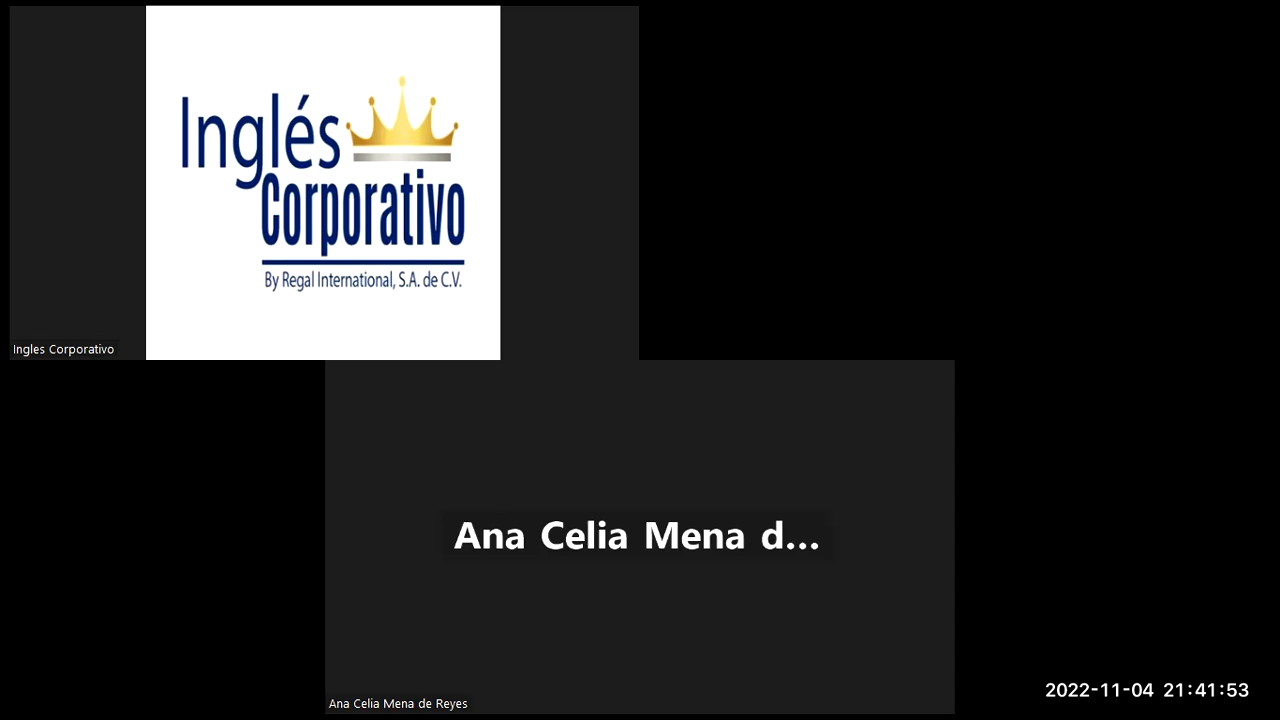 Inglés
Corporativo
By Regal International, S.A. de C.V.
Ingles Corporativo
Ana Celia Mena d...
Ana Celia Mena de Reyes
2022-11-04 21:41:53